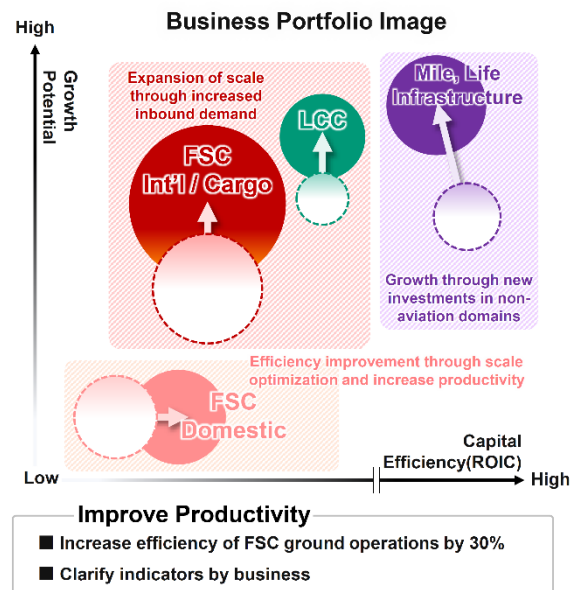 Business Portfolio Image
High
Growth
Potential
Expansion of scale
through increased
inbound demand
FSC
Int'l / Cargo
LCC
Mile, Life
Infrastructure
Growth through new
investments in non-
aviation domains
Efficiency improvement through scale
optimization and increase productivity
FSC
Domestic
Capital
Efficiency(ROIC)
Low
High
Improve Productivity
■ Increase efficiency of FSC ground operations by 30%
■ Clarify indicators by business